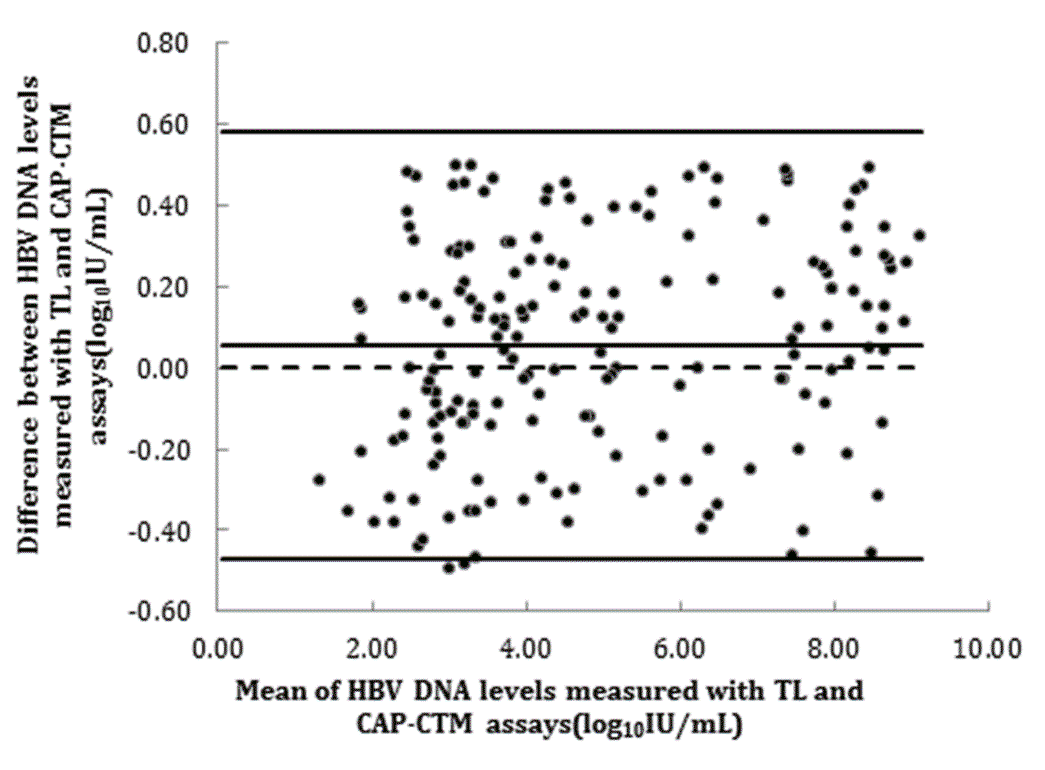 Difference between HBV DNA levels
measured with TL and CAP-CTM
assays(log₁₀IU/mL)
0.80
0.60
0.40
0.20
0.00
-0.20
-0.40
-0.60
0.00 2.00 4.00 6.00 8.00 10.00
Mean of HBV DNA levels measured with TL and
CAP-CTM assays(log₁₀IU/mL)